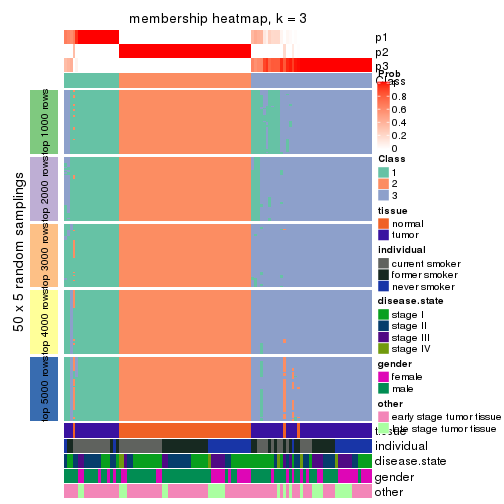 membership heatmap, k = 3
p1
p2
p3
Class
50 x 5 random samplings
top 1000 rows
top 2000 rows
top 3000 rows
top 4000 rows
top 5000 rows
tissue
individual
disease.state
gender
other
Prob
1
0.8
0.6
0.4
0.2
0
Class
1
2
3
tissue
normal
tumor
individual
current smoker
former smoker
never smoker
disease.state
stage I
stage II
stage III
stage IV
gender
female
male
other
early stage tumor tissue
late stage tumor tissue